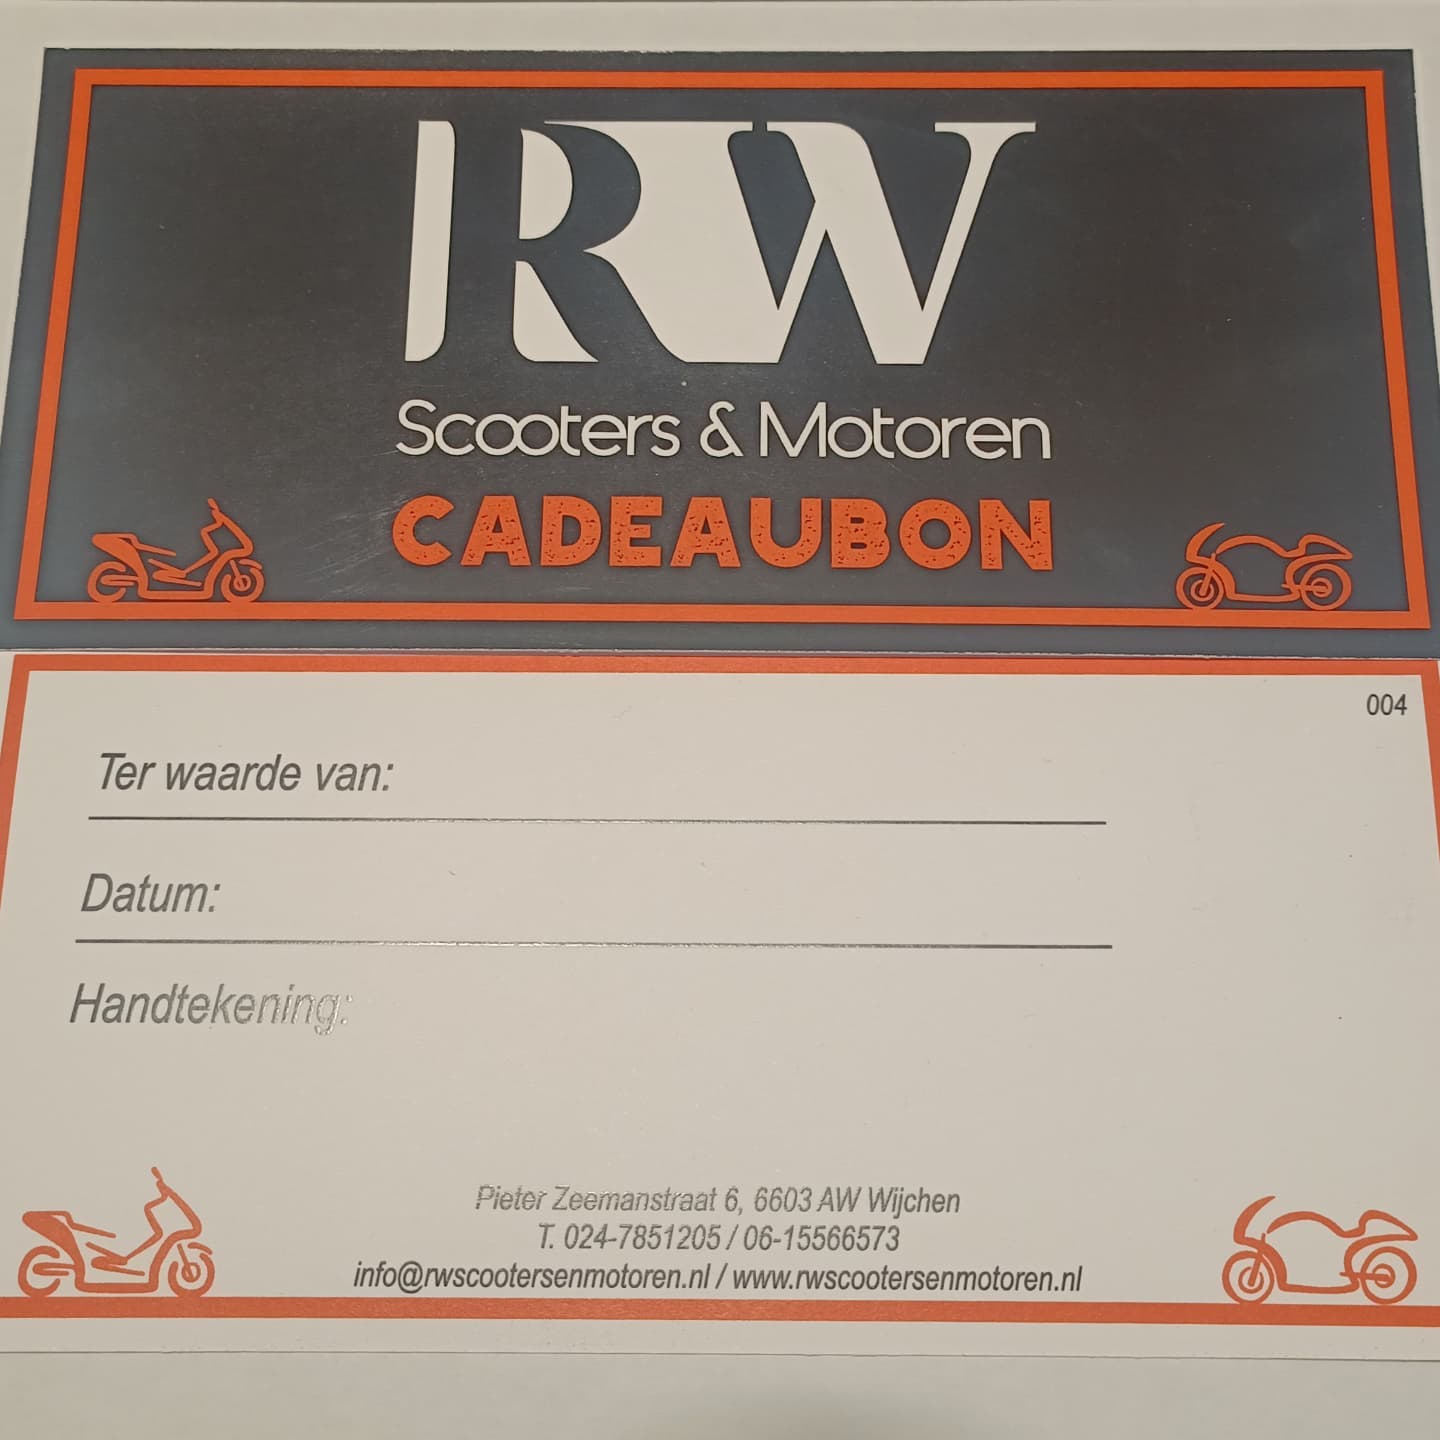 RW
Scooters & Motoren
CADEAUBON
004
Ter waarde van:
Datum:
Handtekening:
Pieter Zeemanstraat 6, 6603 AW Wijchen
T. 024-7851205 / 06-15566573
info@rwscootersenmotoren.nl / www.rwscootersenmotoren.nl